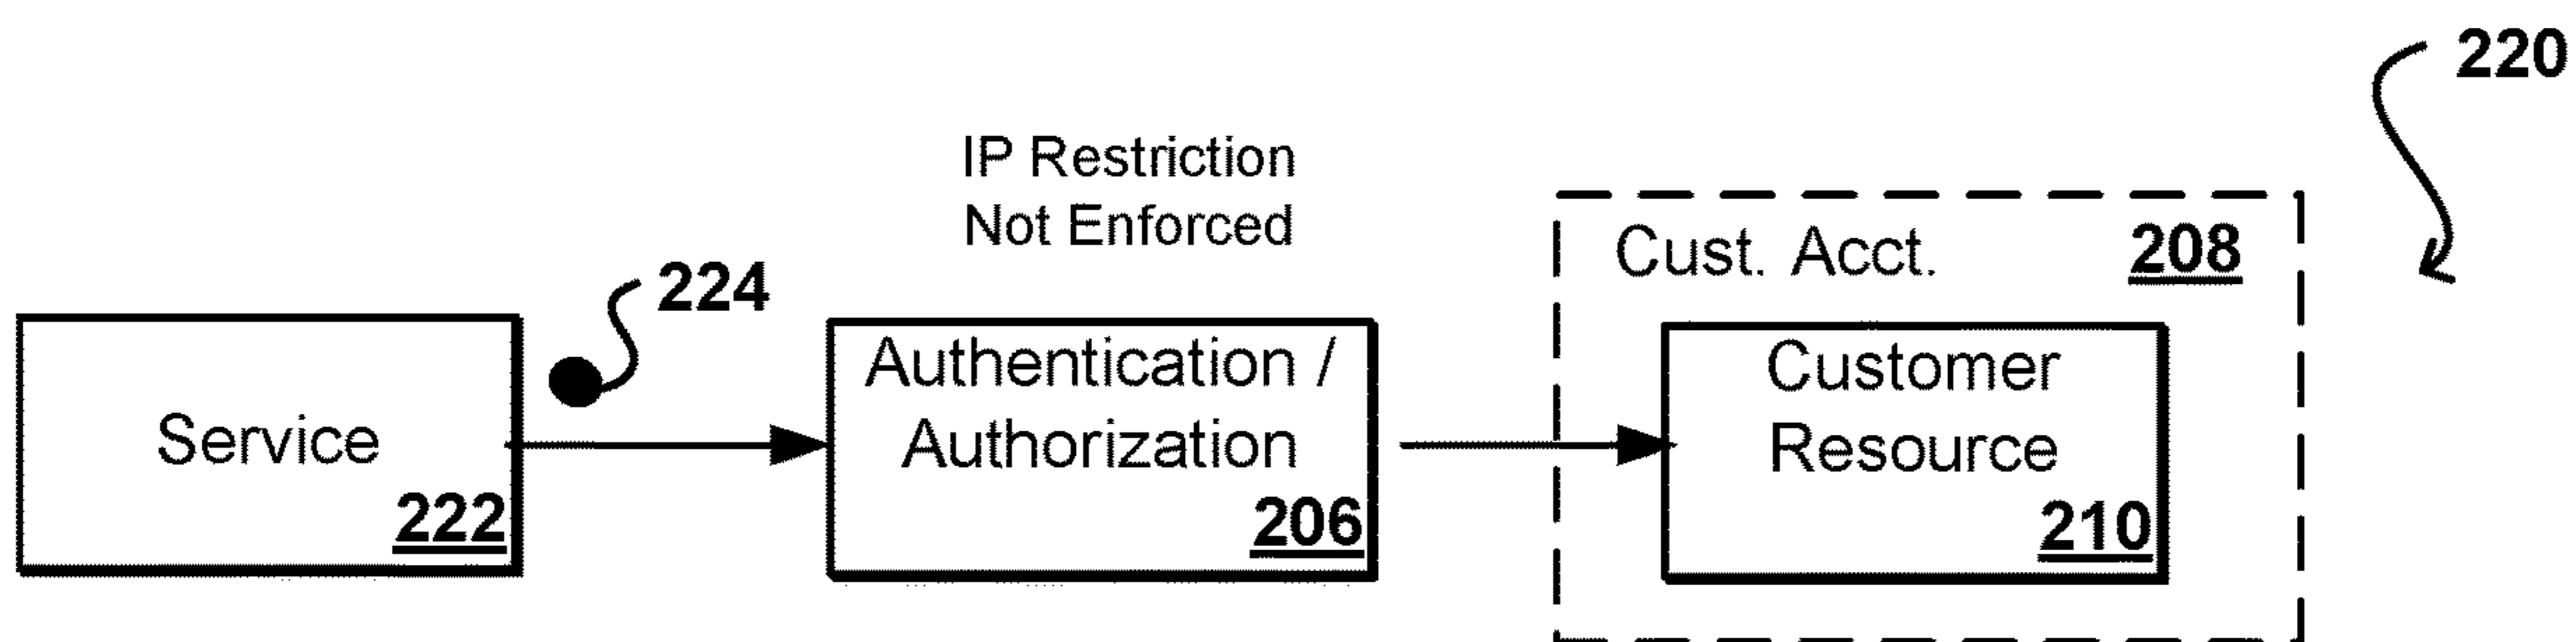 220
IP Restriction
Not Enforced
Cust. Acct.
208
224
Service
222
Authentication /
Authorization
206
Customer
Resource
210